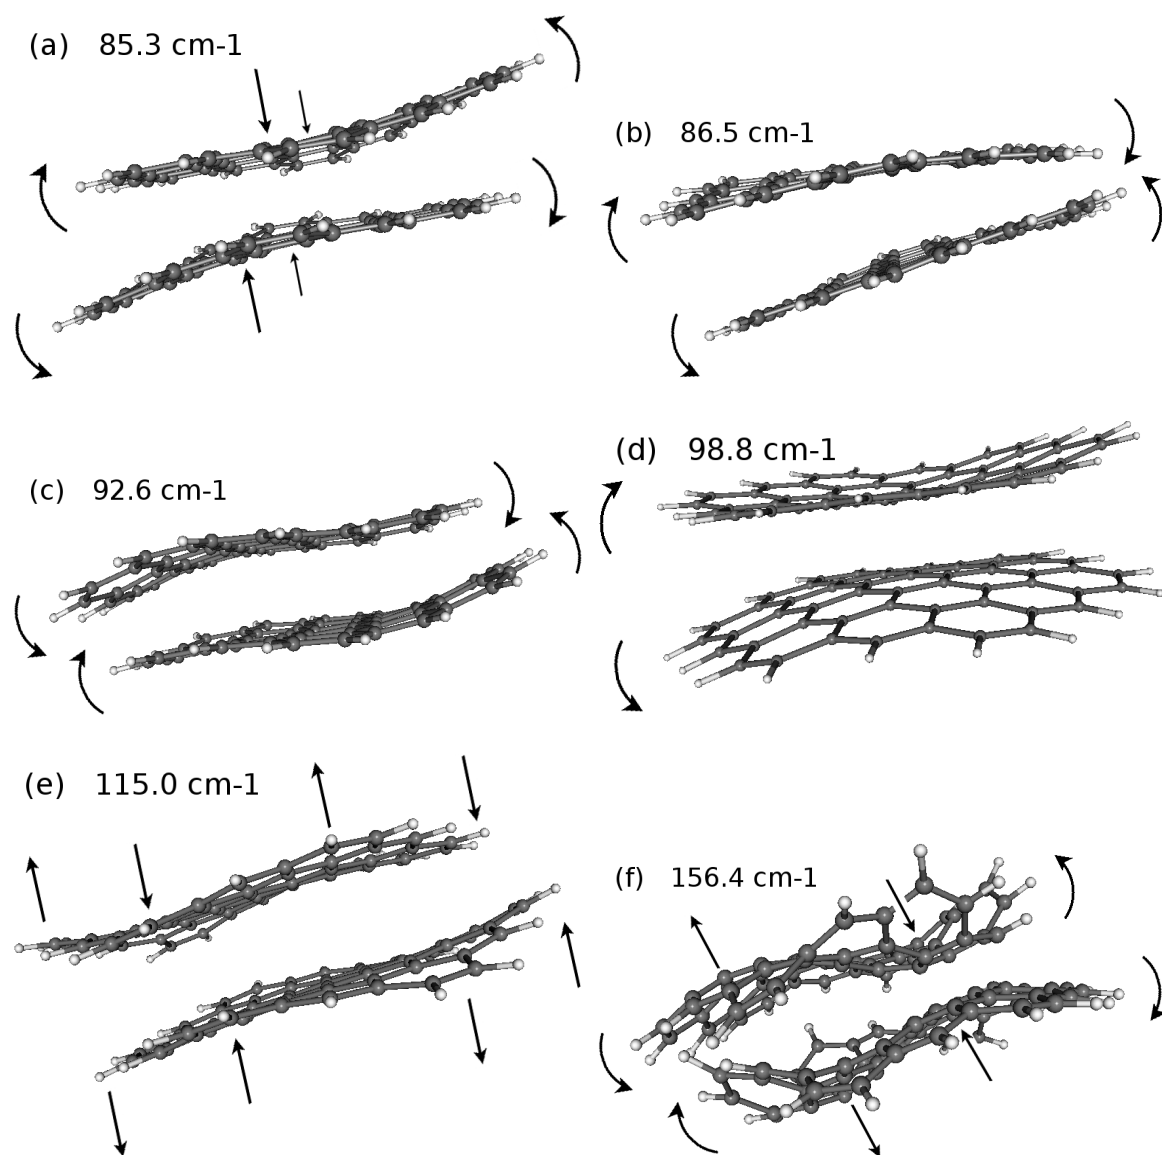 (a) 85.3 cm-1
(b) 86.5 cm-1
(c) 92.6 cm-1
(d) 98.8 cm-1
(e) 115.0 cm-1
(f) 156.4 cm-1